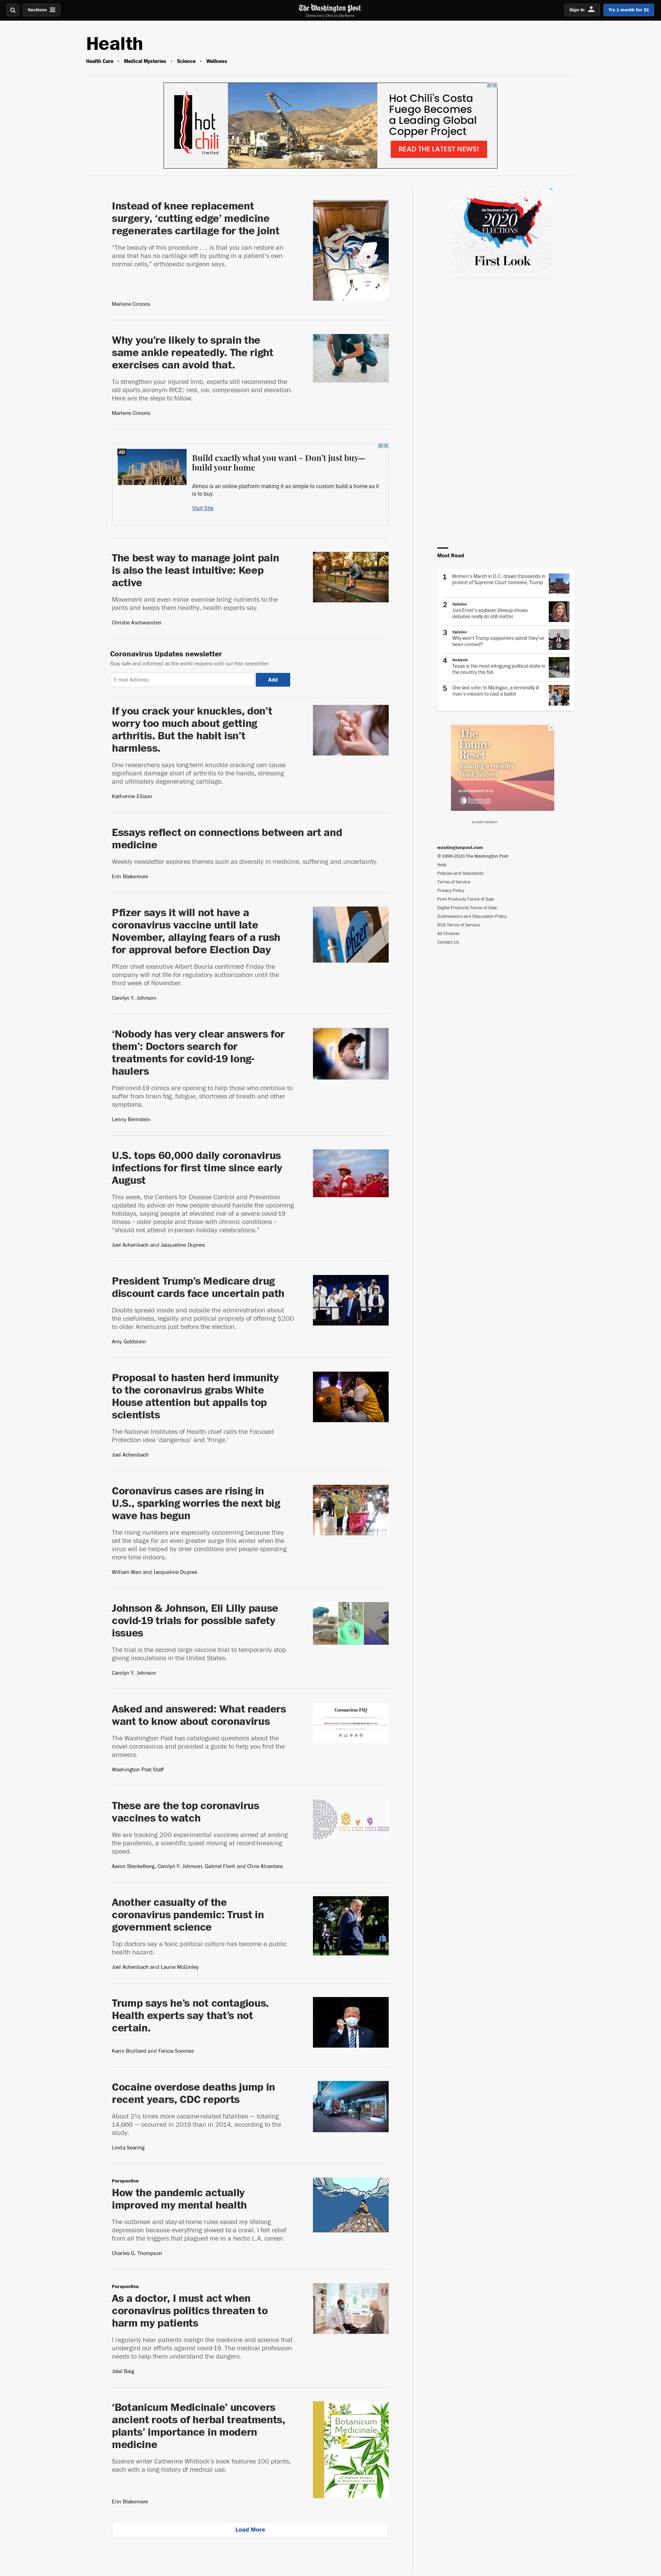 Sections
The Washington Post
Democracy Dies in Darkness
Sign In
Try 1 month for $1
Health
Health Care • Medical Mysteries • Science • Wellness
hot
chili
limited
Hot Chili's Costa
Fuego Becomes
a Leading Global
Copper Project
READ THE LATEST NEWS!
Instead of knee replacement
surgery, ‘cutting edge’ medicine
regenerates cartilage for the joint
“The beauty of this procedure . . . is that you can restore an
area that has no cartilage left by putting in a patient’s own
normal cells,” orthopedic surgeon says.
Marlene Cimons
Why you’re likely to sprain the
same ankle repeatedly. The right
exercises can avoid that.
To strengthen your injured limb, experts still recommend the
old sports acronym RICE: rest, ice, compression and elevation.
Here are the steps to follow.
Marlene Cimons
AD
Build exactly what you want - Don’t just buy—
build your home
Atmos is an online platform making it as simple to custom build a home as it
is to buy.
Visit Site
The best way to manage joint pain
is also the least intuitive: Keep
active
Movement and even minor exercise bring nutrients to the
joints and keeps them healthy, health experts say.
Christie Aschwanden
Coronavirus Updates newsletter
Stay safe and informed as the world reopens with our free newsletter
E-mail Address
Add
If you crack your knuckles, don’t
worry too much about getting
arthritis. But the habit isn’t
harmless.
One researchers says long-term knuckle cracking can cause
significant damage short of arthritis to the hands, stressing
and ultimately degenerating cartilage.
Katherine Ellison
Essays reflect on connections between art and
medicine
Weekly newsletter explores themes such as diversity in medicine, suffering and uncertainty.
Erin Blakemore
Pfizer says it will not have a
coronavirus vaccine until late
November, allaying fears of a rush
for approval before Election Day
Pfizer chief executive Albert Bourla confirmed Friday the
company will not file for regulatory authorization until the
third week of November.
Carolyn Y. Johnson
Pfizer
‘Nobody has very clear answers for
them’: Doctors search for
treatments for covid-19 long-
haulers
Post-covid-19 clinics are opening to help those who continue to
suffer from brain fog, fatigue, shortness of breath and other
symptoms.
Lenny Bernstein
U.S. tops 60,000 daily coronavirus
infections for first time since early
August
This week, the Centers for Disease Control and Prevention
updated its advice on how people should handle the upcoming
holidays, saying people at elevated risk of a severe covid-19
illness – older people and those with chronic conditions –
“should not attend in-person holiday celebrations.”
Joel Achenbach and Jacqueline Dupree
President Trump’s Medicare drug
discount cards face uncertain path
Doubts spread inside and outside the administration about
the usefulness, legality and political propriety of offering $200
to older Americans just before the election.
Amy Goldstein
Proposal to hasten herd immunity
to the coronavirus grabs White
House attention but appalls top
scientists
The National Institutes of Health chief calls the Focused
Protection idea ‘dangerous’ and ‘fringe.’
Joel Achenbach
8
Coronavirus cases are rising in
U.S., sparking worries the next big
wave has begun
The rising numbers are especially concerning because they
set the stage for an even greater surge this winter when the
virus will be helped by drier conditions and people spending
more time indoors.
William Wan and Jacqueline Dupree
Johnson & Johnson, Eli Lilly pause
covid-19 trials for possible safety
issues
The trial is the second large vaccine trial to temporarily stop
giving inoculations in the United States.
Carolyn Y. Johnson
Asked and answered: What readers
want to know about coronavirus
The Washington Post has catalogued questions about the
novel coronavirus and provided a guide to help you find the
answers.
Washington Post Staff
Coronavirus FAQ
These are the top coronavirus
vaccines to watch
We are tracking 200 experimental vaccines aimed at ending
the pandemic, a scientific quest moving at record-breaking
speed.
Aaron Steckelberg, Carolyn Y. Johnson, Gabriel Florit and Chris Alcantara
Another casualty of the
coronavirus pandemic: Trust in
government science
Top doctors say a toxic political culture has become a public
health hazard.
Joel Achenbach and Laurie McGinley
Trump says he’s not contagious.
Health experts say that’s not
certain.
Karin Brulliard and Felicia Sonmez
Cocaine overdose deaths jump in
recent years, CDC reports
About 2½ times more cocaine-related fatalities — totaling
14,666 — occurred in 2018 than in 2014, according to the
study.
Linda Searing
Perspective
How the pandemic actually
improved my mental health
The outbreak and stay-at-home rules eased my lifelong
depression because everything slowed to a crawl. I felt relief
from all the triggers that plagued me in a hectic L.A. career.
Charles G. Thompson
Perspective
As a doctor, I must act when
coronavirus politics threaten to
harm my patients
I regularly hear patients malign the medicine and science that
undergird our efforts against covid-19. The medical profession
needs to help them understand the dangers.
Jalal Baig
‘Botanicum Medicinale’ uncovers
ancient roots of herbal treatments,
plants’ importance in modern
medicine
Science writer Catherine Whitlock’s book features 100 plants,
each with a long history of medical use.
Erin Blakemore
Botanicum
Medicinale
Load More
The Washington Post Live
2020
ELECTIONS
First Look
Most Read
1 Women’s March in D.C. draws thousands in
protest of Supreme Court nominee, Trump
2 Opinion
Joni Ernst’s soybean blowup shows
debates really do still matter
3 Opinion
Why won’t Trump supporters admit they’ve
been conned?
4 Analysis
Texas is the most intriguing political state in
the country this fall
5 One last vote: In Michigan, a terminally ill
man’s mission to cast a ballot
The
Future
Reset
Building a Healthy
Food System
IN PARTNERSHIP WITH
ADVERTISEMENT
washingtonpost.com
© 1996-2020 The Washington Post
Help
Policies and Standards
Terms of Service
Privacy Policy
Print Products Terms of Sale
Digital Products Terms of Sale
Submissions and Discussion Policy
RSS Terms of Service
Ad Choices
Contact Us